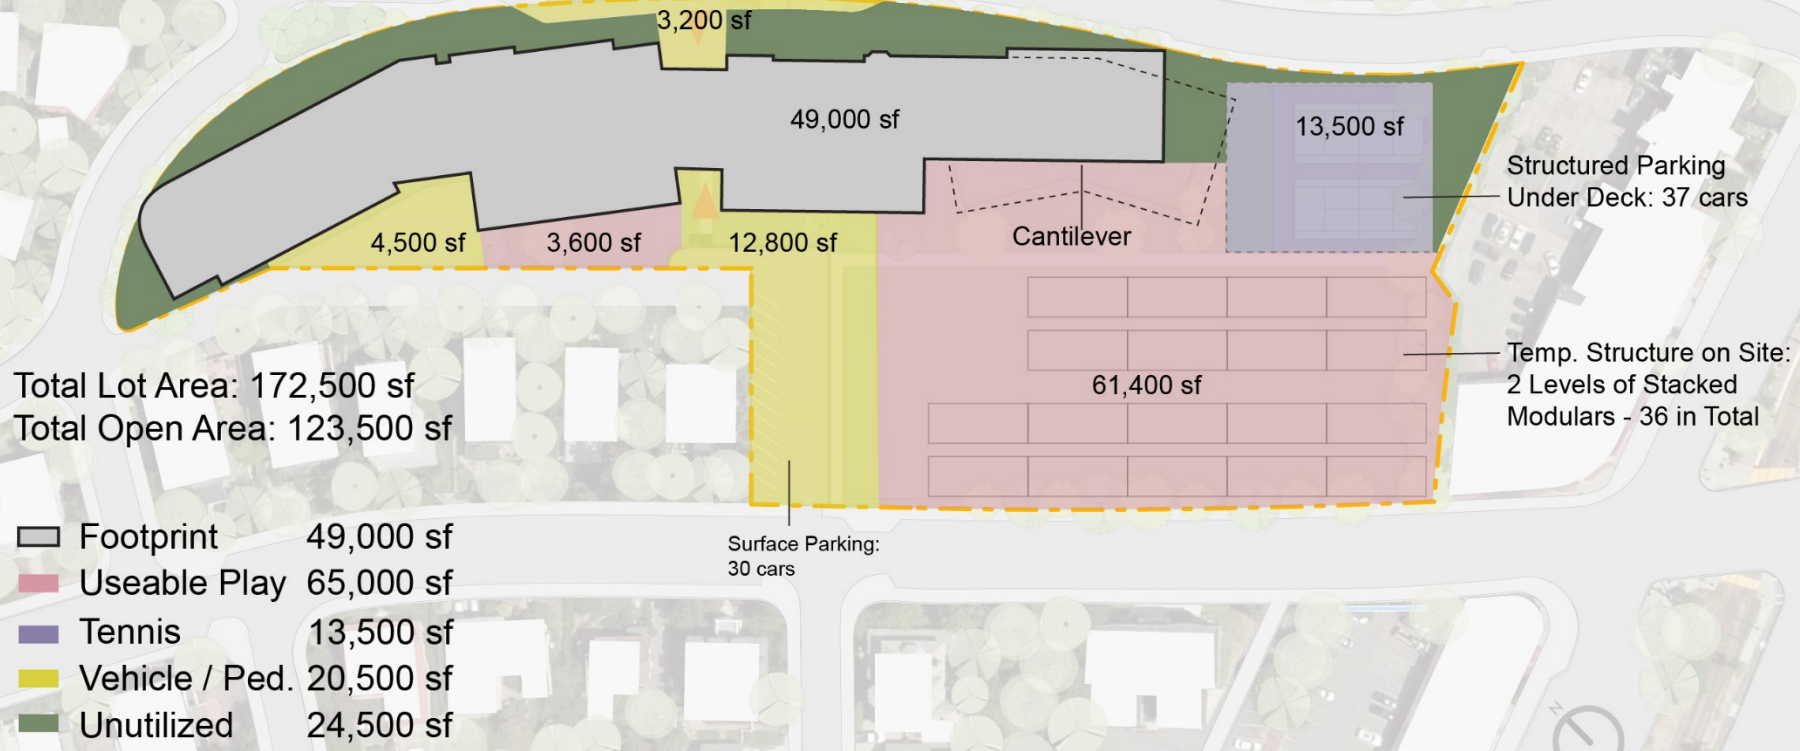 3,200 sf
49,000 sf
13,500 sf
Structured Parking
Under Deck: 37 cars
4,500 sf
3,600 sf
12,800 sf
Cantilever
Temp. Structure on Site:
2 Levels of Stacked
Modulars - 36 in Total
61,400 sf
Total Lot Area: 172,500 sf
Total Open Area: 123,500 sf
Surface Parking:
30 cars
Footprint 49,000 sf
Useable Play 65,000 sf
Tennis 13,500 sf
Vehicle / Ped. 20,500 sf
Unutilized 24,500 sf
Z